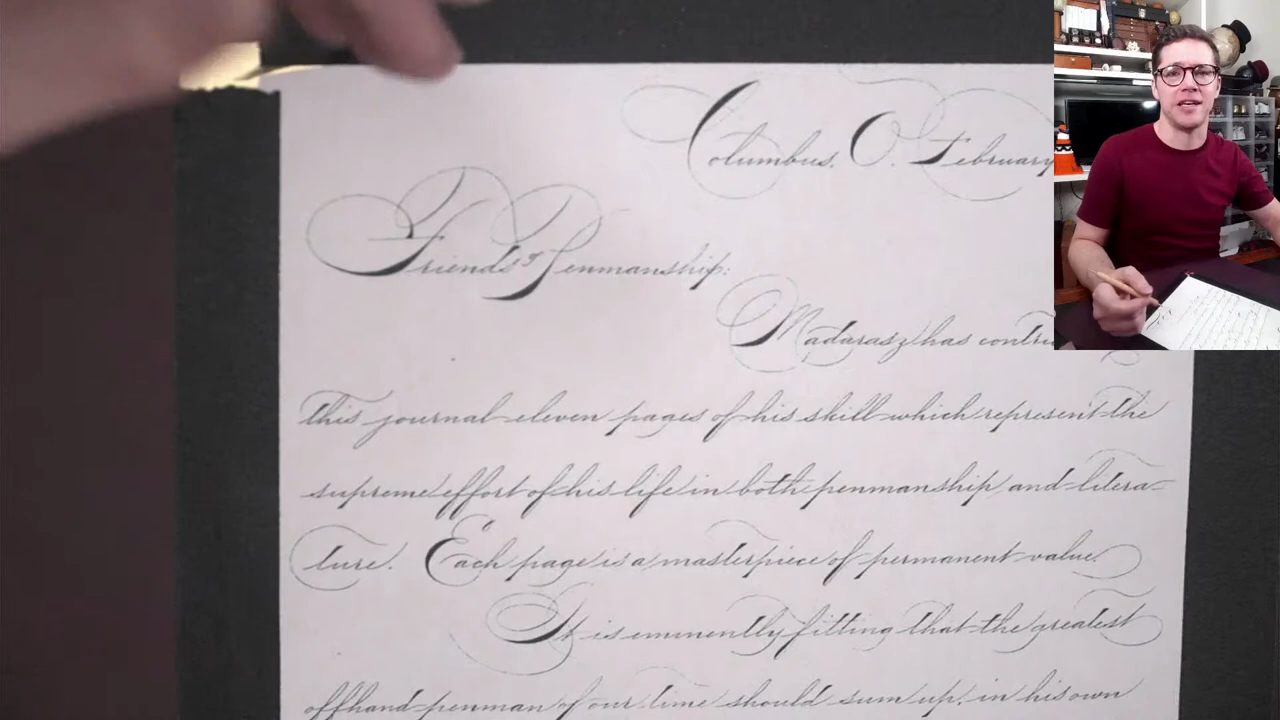 Columbus, O. February
Friends of Penmanship:
Madarasz has contri
this journal eleven pages of his skill which represent the
supreme effort of his life in both penmanship and litera-
ture. Each page is a masterpiece of permanent value.
It is eminently fitting that the greatest
offhand penman of our time should sum up, in his own